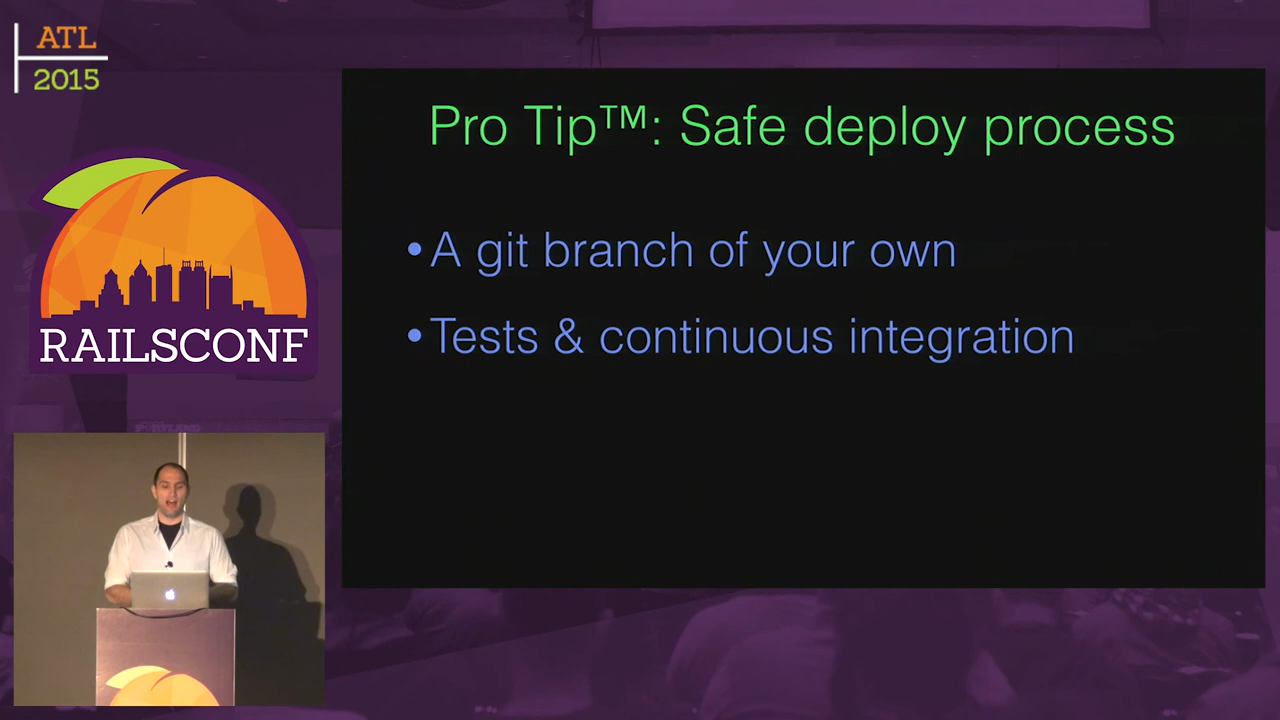 ATL
2015
RAILSCONF
Pro Tip™: Safe deploy process
• A git branch of your own
• Tests & continuous integration